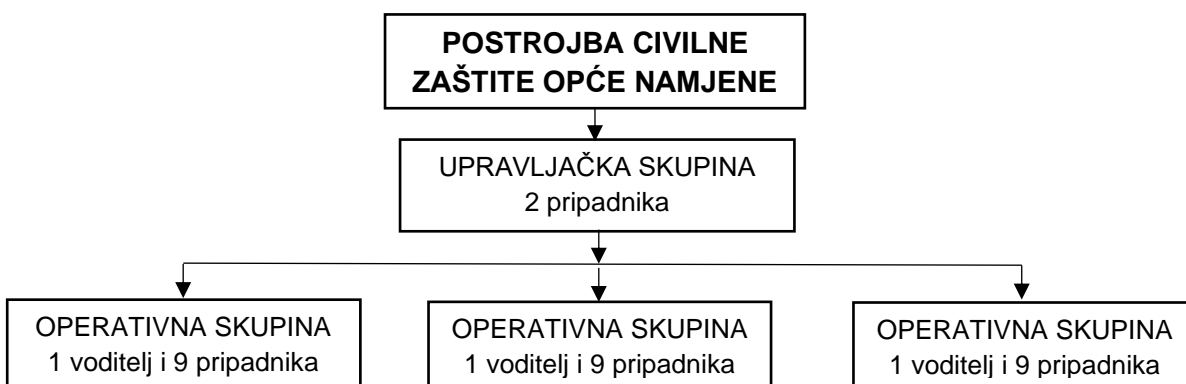 POSTROJBA CIVILNE
ZAŠTITE OPĆE NAMJENE
UPRAVLJAČKA SKUPINA
2 pripadnika
OPERATIVNA SKUPINA
1 voditelj i 9 pripadnika
OPERATIVNA SKUPINA
1 voditelj i 9 pripadnika
OPERATIVNA SKUPINA
1 voditelj i 9 pripadnika